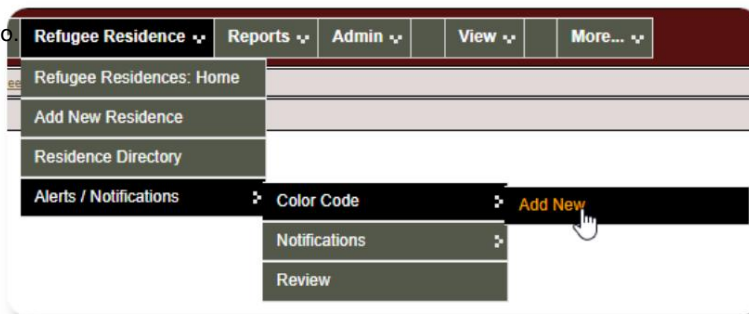 o. Refugee Residence Reports Admin View More...
ee
Refugee Residences: Home
Add New Residence
Residence Directory
Alerts / Notifications Color Code Add New
Notifications
Review